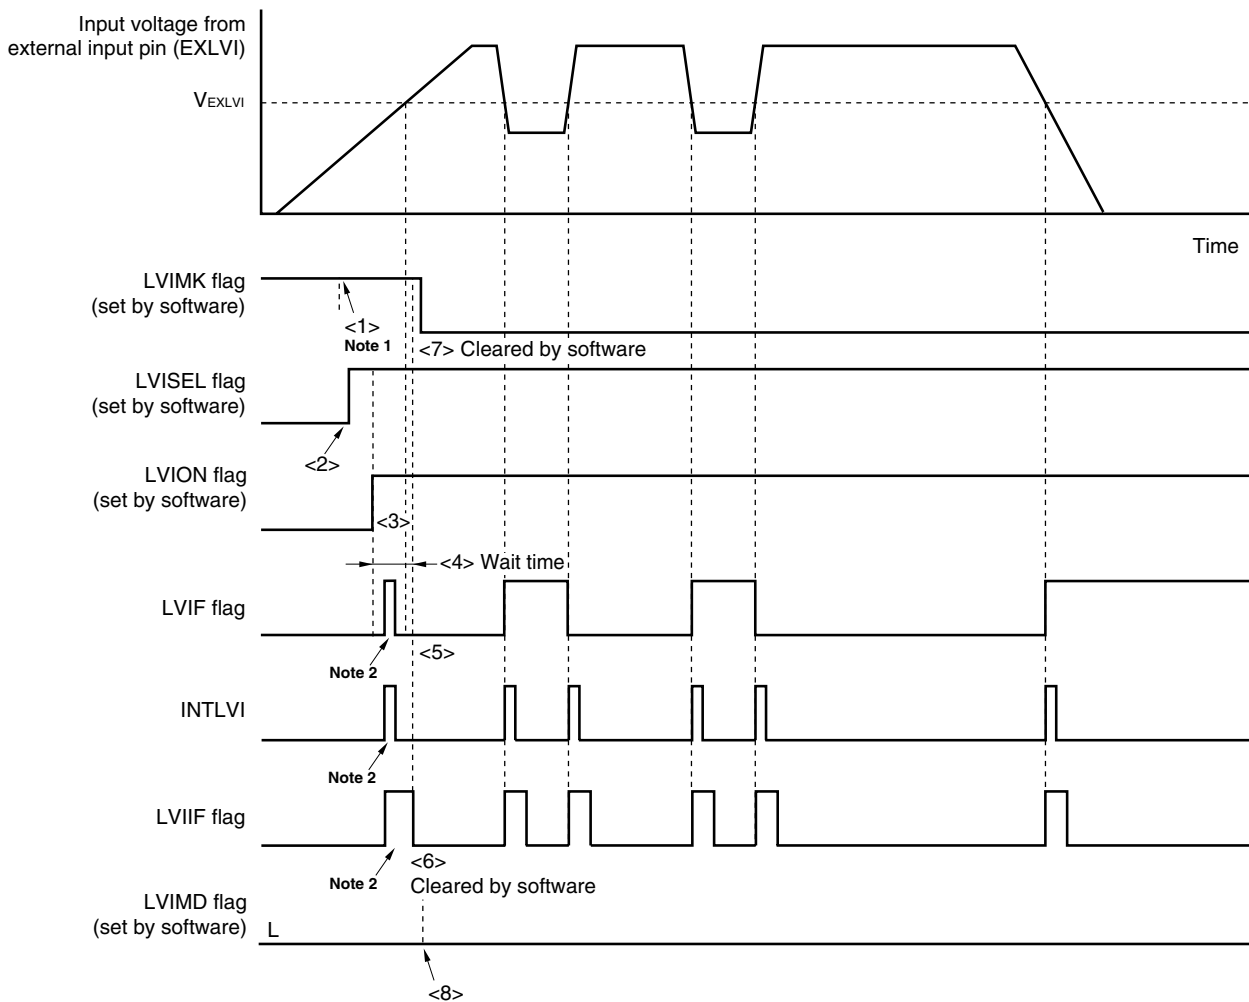 Input voltage from
external input pin (EXLVI)
VEXLVI
Time
LVIMK flag
(set by software)
<1>
Note 1
<7> Cleared by software
LVISEL flag
(set by software)
<2>
LVION flag
(set by software)
<3>
<4> Wait time
LVIF flag
Note 2
<5>
INTLVI
Note 2
LVIIF flag
Note 2
<6>
Cleared by software
LVIMD flag
(set by software)
L
<8>